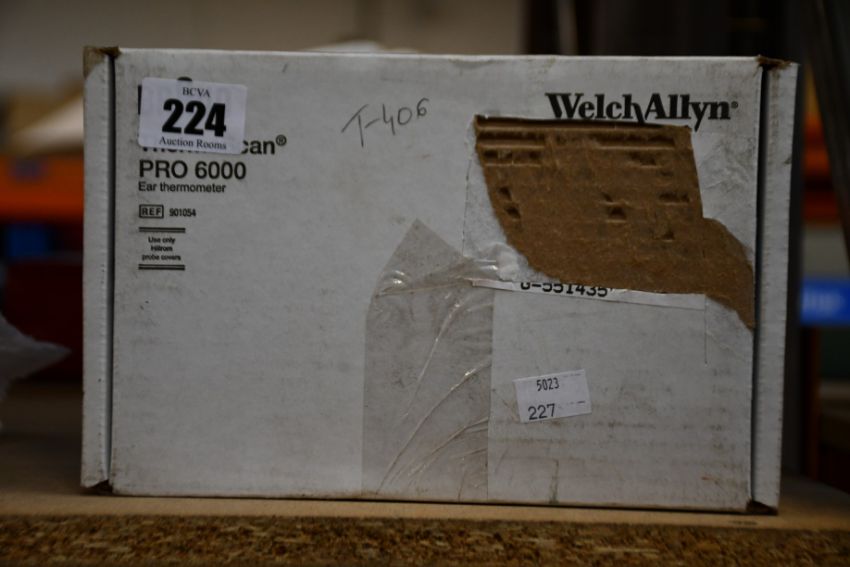 BCVA
224
Auction Rooms
PRO 6000
Ear thermometer
REF 901054
Use only
Hillrom
probe covers
T-406
WelchAllyn®
5023
227